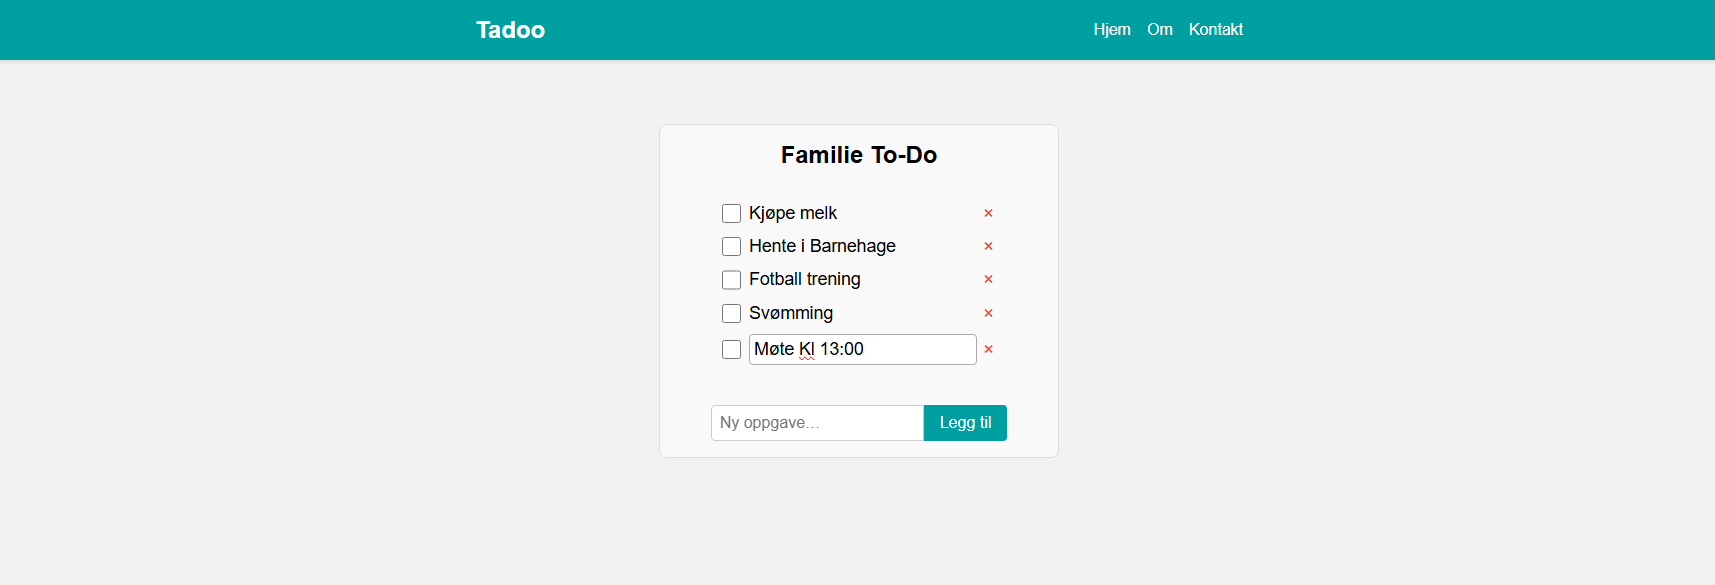 Tadoo
Hjem Om Kontakt
Familie To-Do
Kjøpe melk ×
Hente i Barnehage ×
Fotball trening ×
Svømming ×
Møte Kl 13:00 ×
Ny oppgave... Legg til